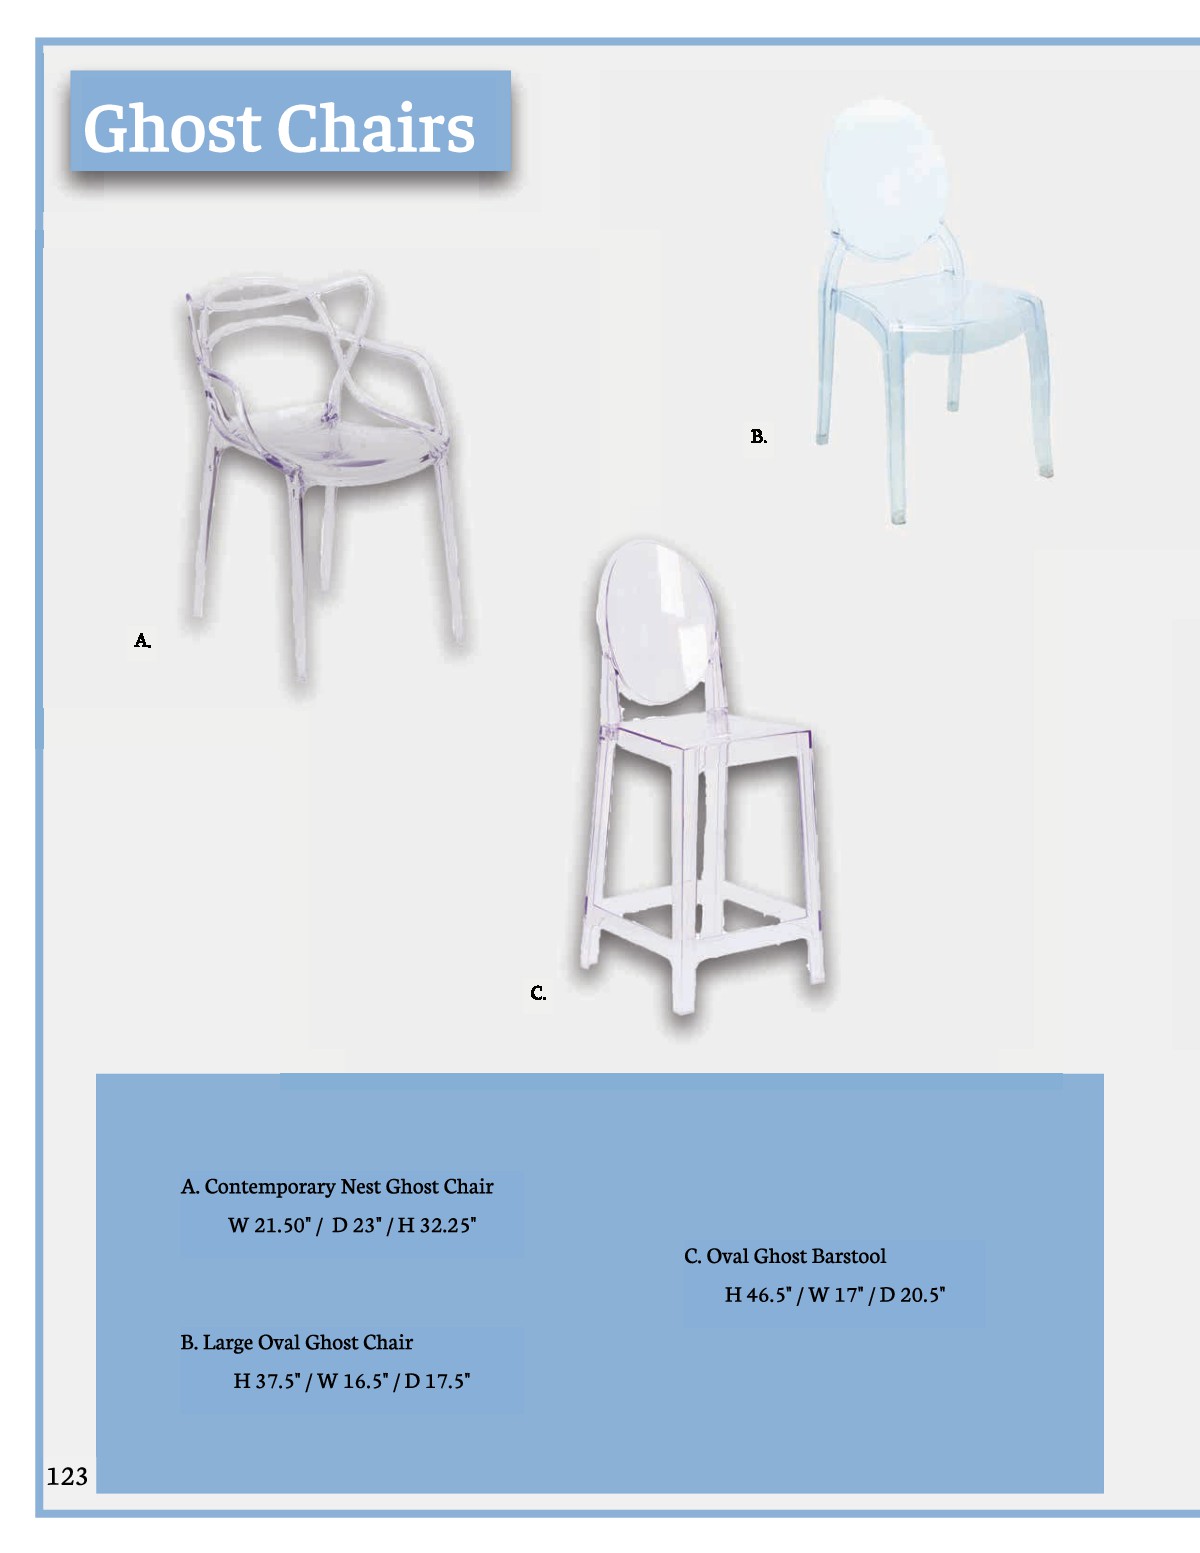 Ghost Chairs
B.
A.
C.
A. Contemporary Nest Ghost Chair
W 21.50" / D 23" / H 32.25"
B. Large Oval Ghost Chair
H 37.5" / W 16.5" / D 17.5"
C. Oval Ghost Barstool
H 46.5" / W 17" / D 20.5"
123